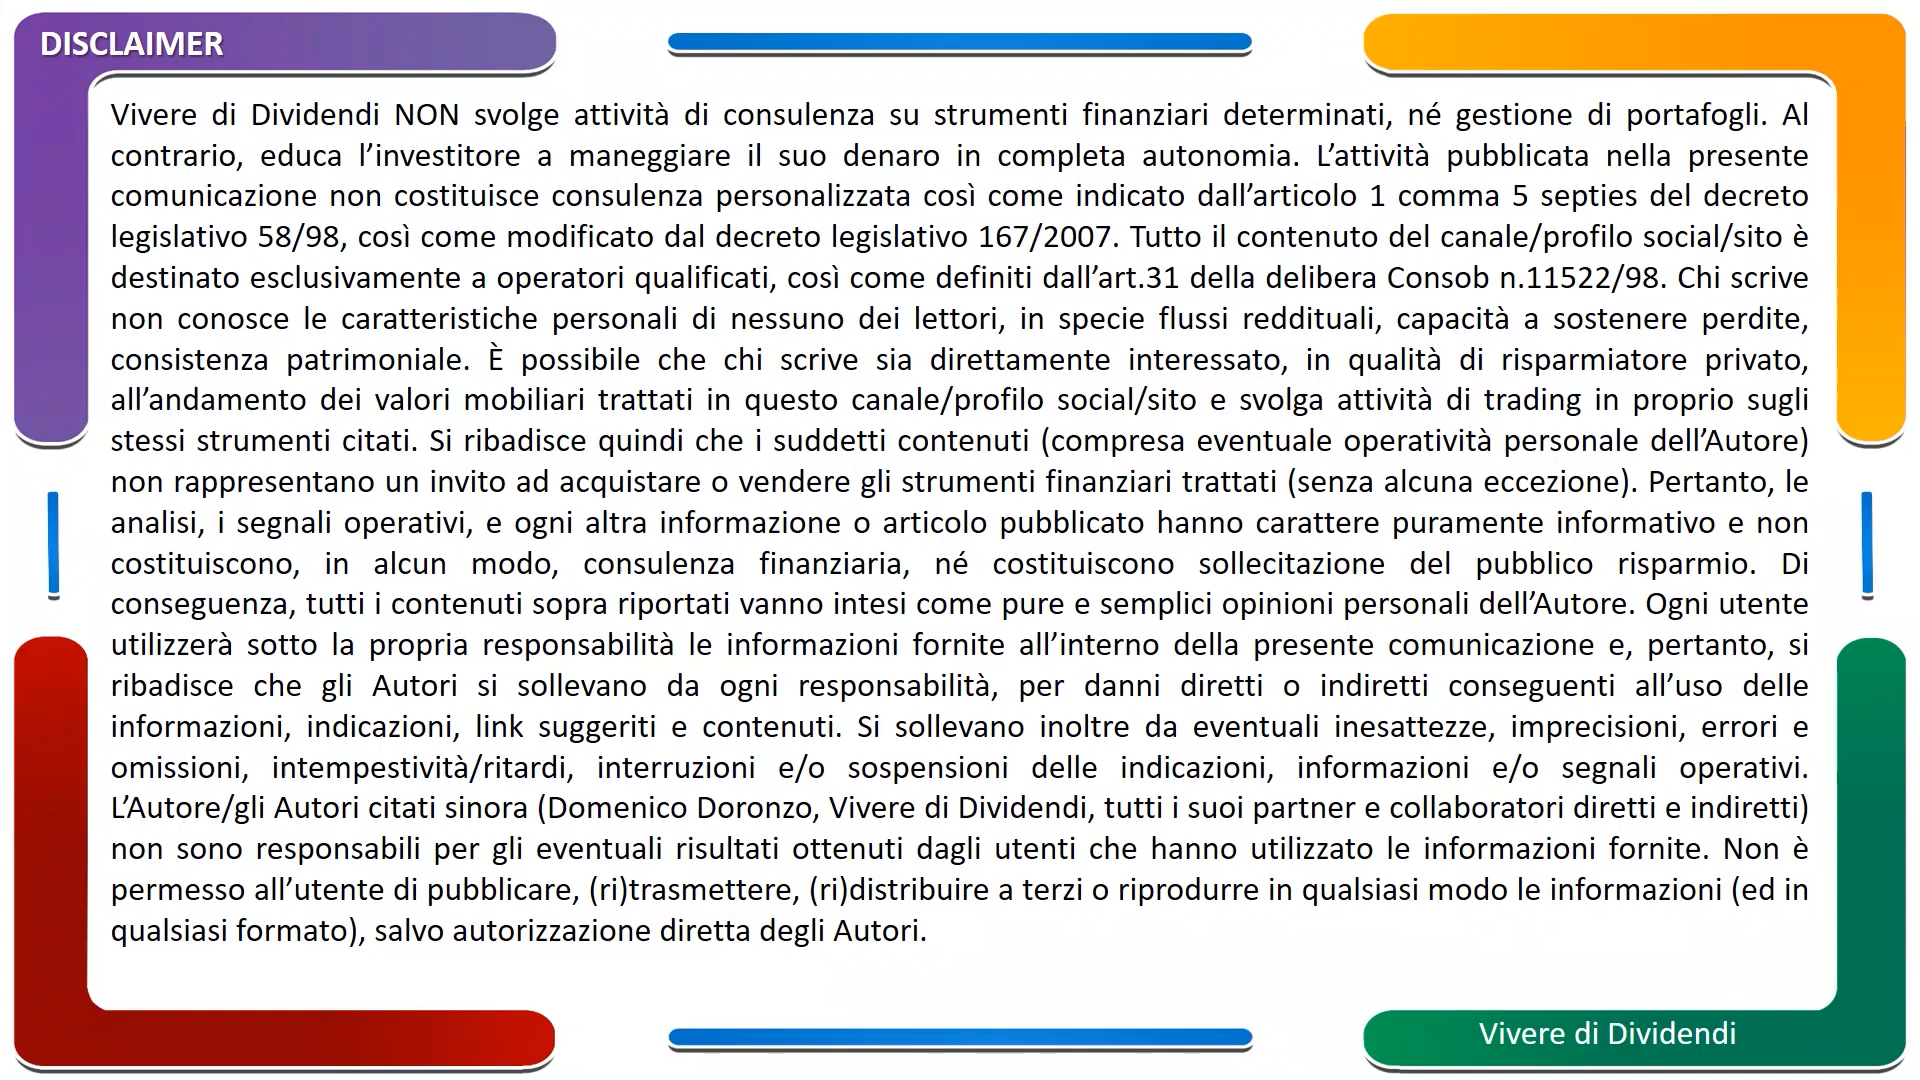 DISCLAIMER
Vivere di Dividendi NON svolge attività di consulenza su strumenti finanziari determinati, né gestione di portafogli. Al
contrario, educa l’investitore a maneggiare il suo denaro in completa autonomia. L’attività pubblicata nella presente
comunicazione non costituisce consulenza personalizzata così come indicato dall’articolo 1 comma 5 septies del decreto
legislativo 58/98, così come modificato dal decreto legislativo 167/2007. Tutto il contenuto del canale/profilo social/sito è
destinato esclusivamente a operatori qualificati, così come definiti dall’art.31 della delibera Consob n.11522/98. Chi scrive
non conosce le caratteristiche personali di nessuno dei lettori, in specie flussi reddituali, capacità a sostenere perdite,
consistenza patrimoniale. È possibile che chi scrive sia direttamente interessato, in qualità di risparmiatore privato,
all’andamento dei valori mobiliari trattati in questo canale/profilo social/sito e svolga attività di trading in proprio sugli
stessi strumenti citati. Si ribadisce quindi che i suddetti contenuti (compresa eventuale operatività personale dell’Autore)
non rappresentano un invito ad acquistare o vendere gli strumenti finanziari trattati (senza alcuna eccezione). Pertanto, le
analisi, i segnali operativi, e ogni altra informazione o articolo pubblicato hanno carattere puramente informativo e non
costituiscono, in alcun modo, consulenza finanziaria, né costituiscono sollecitazione del pubblico risparmio. Di
conseguenza, tutti i contenuti sopra riportati vanno intesi come pure e semplici opinioni personali dell’Autore. Ogni utente
utilizzerà sotto la propria responsabilità le informazioni fornite all’interno della presente comunicazione e, pertanto, si
ribadisce che gli Autori si sollevano da ogni responsabilità, per danni diretti o indiretti conseguenti all’uso delle
informazioni, indicazioni, link suggeriti e contenuti. Si sollevano inoltre da eventuali inesattezze, imprecisioni, errori e
omissioni, intempestività/ritardi, interruzioni e/o sospensioni delle indicazioni, informazioni e/o segnali operativi.
L’Autore/gli Autori citati sinora (Domenico Doronzo, Vivere di Dividendi, tutti i suoi partner e collaboratori diretti e indiretti)
non sono responsabili per gli eventuali risultati ottenuti dagli utenti che hanno utilizzato le informazioni fornite. Non è
permesso all’utente di pubblicare, (ri)trasmettere, (ri)distribuire a terzi o riprodurre in qualsiasi modo le informazioni (ed in
qualsiasi formato), salvo autorizzazione diretta degli Autori.
Vivere di Dividendi